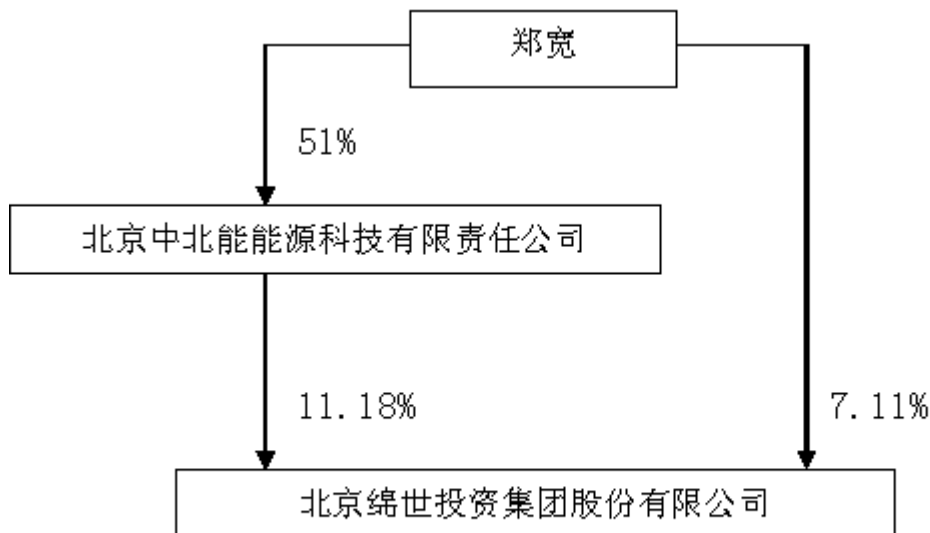 郑宽
51%
北京中北能能源科技有限责任公司
11.18%
7.11%
北京绵世投资集团股份有限公司